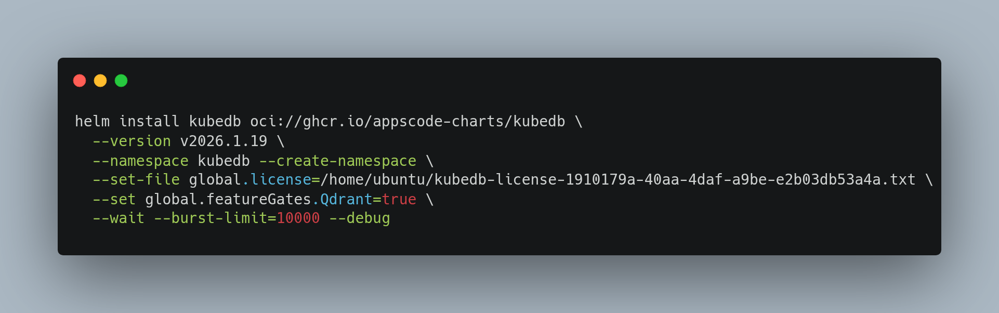 helm install kubedb oci://ghcr.io/appscode-charts/kubedb \
  --version v2026.1.19 \
  --namespace kubedb --create-namespace \
  --set-file global.license=/home/ubuntu/kubedb-license-1910179a-40aa-4daf-a9be-e2b03db53a4a.txt \
  --set global.featureGates.Qdrant=true \
  --wait --burst-limit=10000 --debug